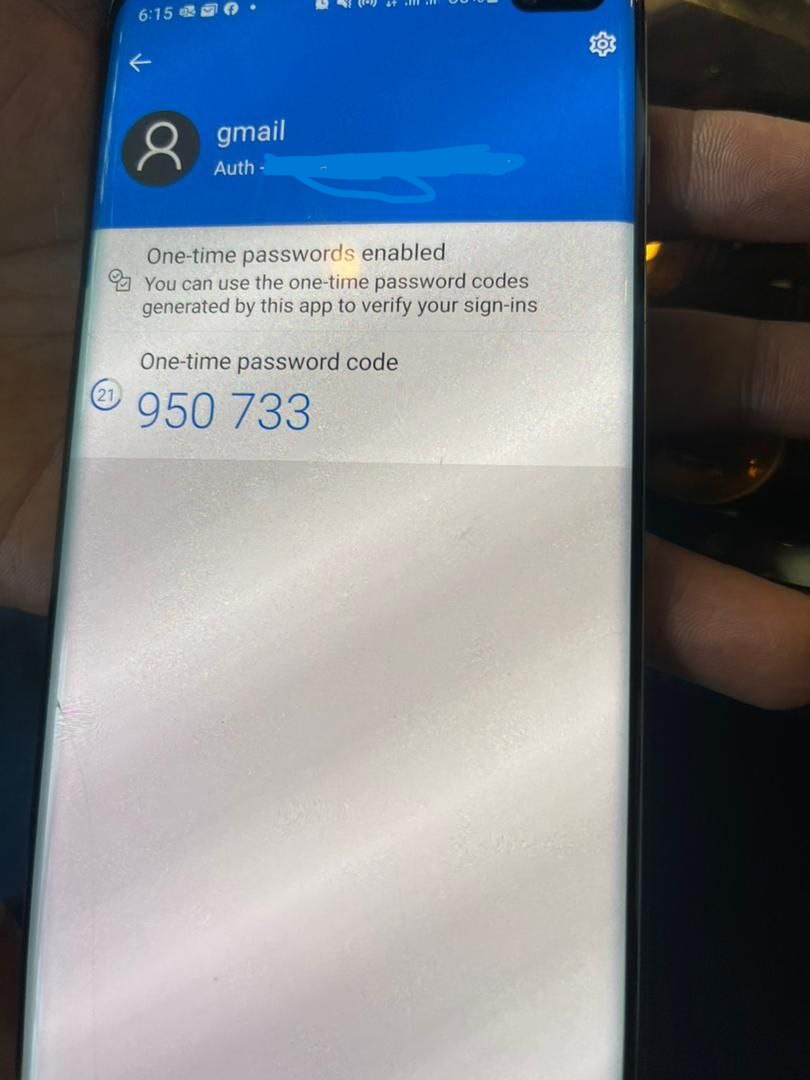 6:15
gmail
Auth -
One-time passwords enabled
You can use the one-time password codes
generated by this app to verify your sign-ins
One-time password code
21
950 733